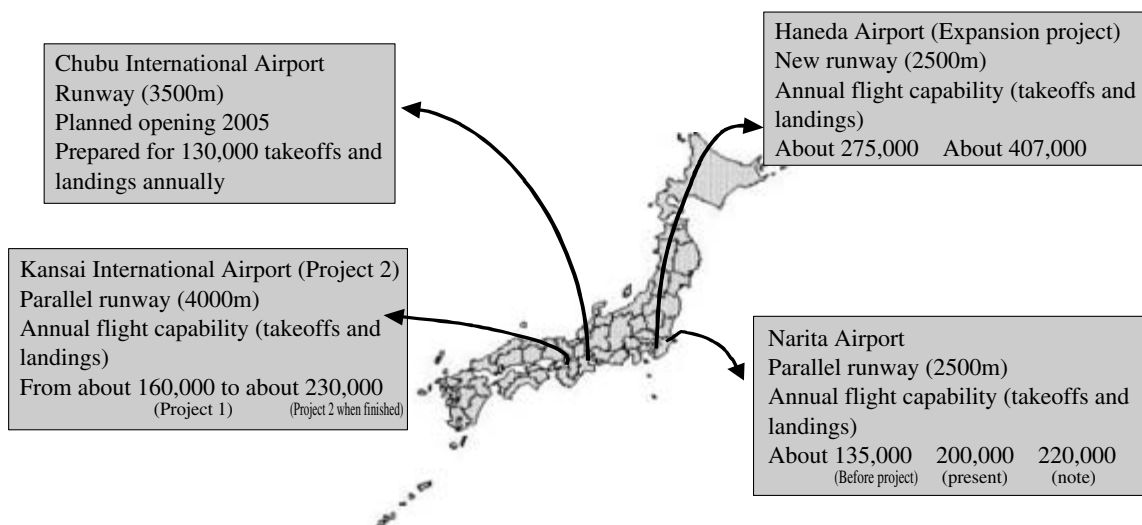 Chubu International Airport
Runway (3500m)
Planned opening 2005
Prepared for 130,000 takeoffs and
landings annually
Haneda Airport (Expansion project)
New runway (2500m)
Annual flight capability (takeoffs and
landings)
About 275,000 About 407,000
Kansai International Airport (Project 2)
Parallel runway (4000m)
Annual flight capability (takeoffs and
landings)
From about 160,000 to about 230,000
(Project 1) (Project 2 when finished)
Narita Airport
Parallel runway (2500m)
Annual flight capability (takeoffs and
landings)
About 135,000 200,000 220,000
(Before project) (present) (note)